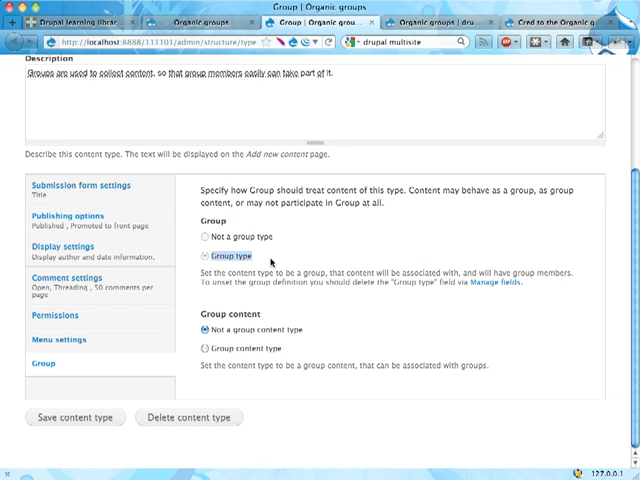 Group | Organic groups
Drupal learning librar...
Organic groups
Group | Organic grou...
Organic groups | dru...
Cred to the Organic g...
http://localhost:8888/111101/admin/structure/type
drupal multisite
Description
Groups are used to collect content, so that group members easily can take part of it.
Describe this content type. The text will be displayed on the Add new content page.
Submission form settings
Title
Publishing options
Published , Promoted to front page
Display settings
Display author and date information.
Comment settings
Open, Threading , 50 comments per
page
Permissions
Menu settings
Group
Specify how Group should treat content of this type. Content may behave as a group, as group
content, or may not participate in Group at all.
Group
Not a group type
Group type
Set the content type to be a group, that content will be associated with, and will have group members.
To unset the group definition you should delete the "Group type" field via Manage fields.
Group content
Not a group content type
Group content type
Set the content type to be a group content, that can be associated with groups.
Save content type
Delete content type
127.0.0.1